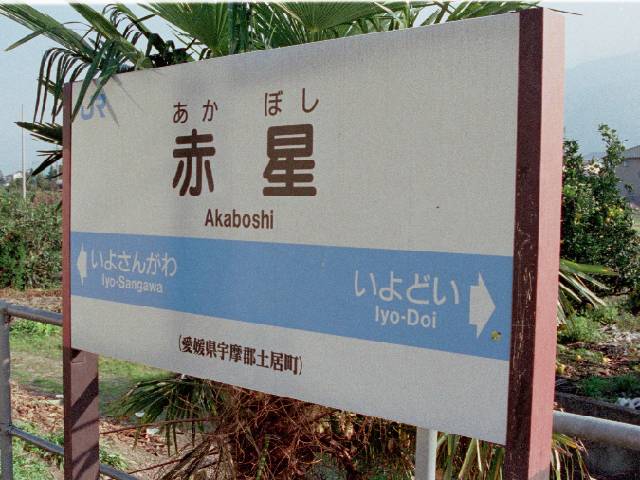 JR
あか ぼし
赤星
Akaboshi
いよさんがわ
Iyo-Sangawa
いよどい
Iyo-Doi
(愛媛県宇摩郡土居町)